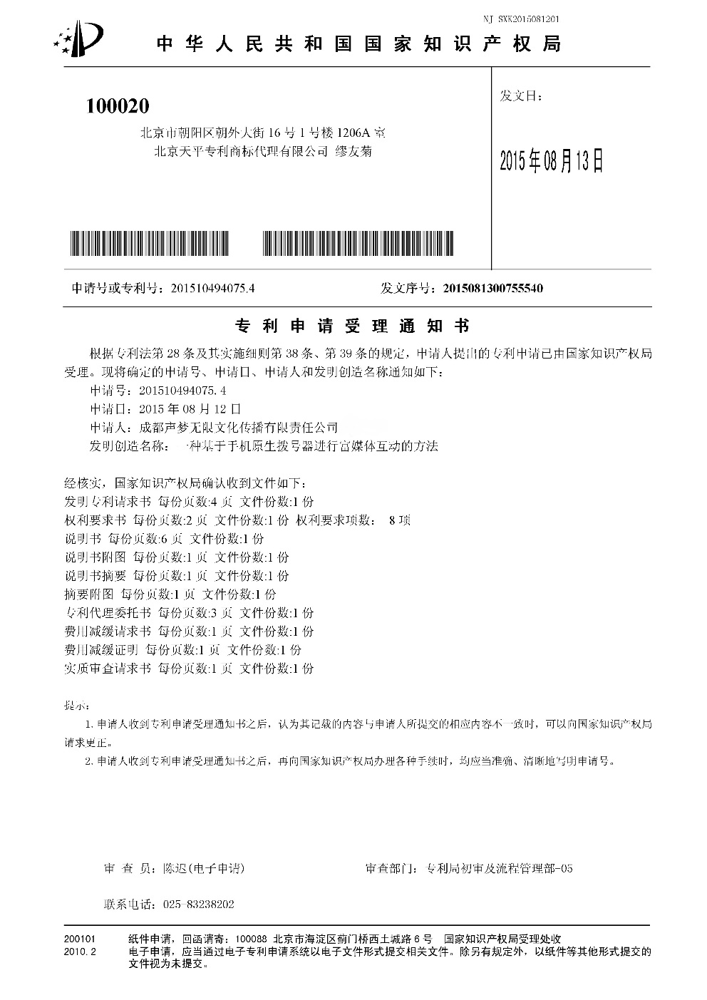 NJ SXK2015081201
中华人民共和国国家知识产权局
100020
北京市朝阳区朝外大街 16 号 1 号楼 1206A 室
北京天平专利商标代理有限公司 缪友菊
发文日：
2015年08月13日
申请号或专利号：201510494075.4
发文序号：2015081300755540
专利申请受理通知书
根据专利法第 28 条及其实施细则第 38 条、第 39 条的规定，申请人提出的专利申请已由国家知识产权局
受理。现将确定的申请号、申请日、申请人和发明创造名称通知如下：
申请号：201510494075.4
申请日：2015 年 08 月 12 日
申请人：成都声梦无限文化传播有限责任公司
发明创造名称：一种基于手机原生拨号器进行富媒体互动的方法
经核实，国家知识产权局确认收到文件如下：
发明专利请求书 每份页数:4 页 文件份数:1 份
权利要求书 每份页数:2 页 文件份数:1 份 权利要求项数： 8 项
说明书 每份页数:6 页 文件份数:1 份
说明书附图 每份页数:1 页 文件份数:1 份
说明书摘要 每份页数:1 页 文件份数:1 份
摘要附图 每份页数:1 页 文件份数:1 份
专利代理委托书 每份页数:3 页 文件份数:1 份
费用减缓请求书 每份页数:1 页 文件份数:1 份
费用减缓证明 每份页数:1 页 文件份数:1 份
实质审查请求书 每份页数:1 页 文件份数:1 份
提示：
1.申请人收到专利申请受理通知书之后，认为其记载的内容与申请人所提交的相应内容不一致时，可以向国家知识产权局
请求更正。
2.申请人收到专利申请受理通知书之后，再向国家知识产权局办理各种手续时，均应当准确、清晰地写明申请号。
审 查 员：陈迟(电子申请)
审查部门：专利局初审及流程管理部-05
联系电话：025-83238202
200101 纸件申请，回函请寄：100088 北京市海淀区蓟门桥西土城路 6 号 国家知识产权局受理处收
2010.2 电子申请，应当通过电子专利申请系统以电子文件形式提交相关文件。除另有规定外，以纸件等其他形式提交的
文件视为未提交。